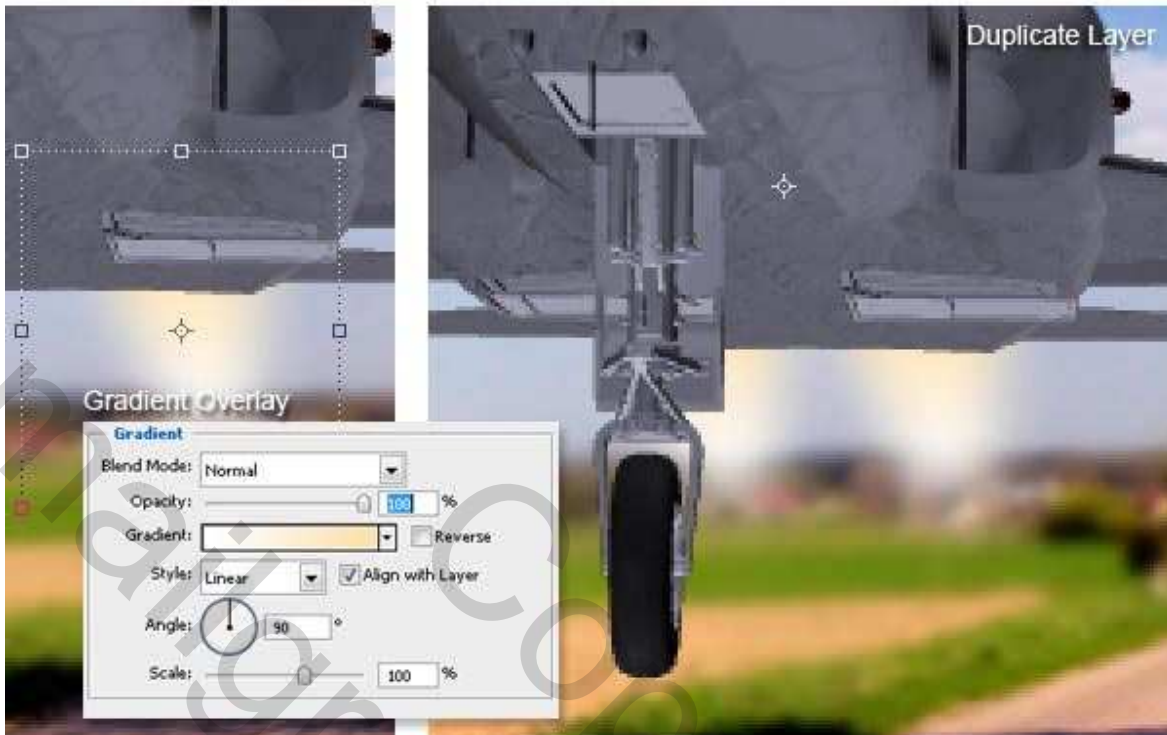 Duplicate Layer
Gradient Overlay
Gradient
Blend Mode: Normal
Opacity: 100 %
Gradient: Reverse
Style: Linear Align with Layer
Angle: 90 °
Scale: 100 %